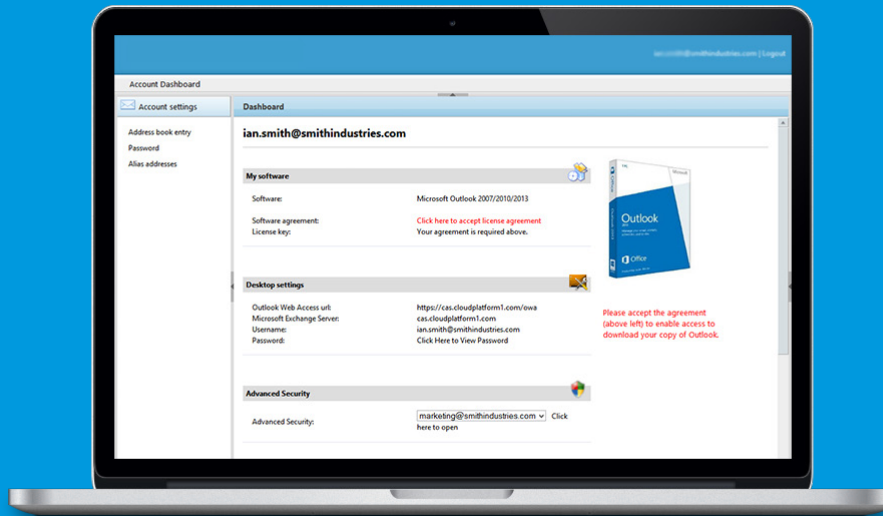 @smithindustries.com | Logout
Account Dashboard
Account settings
Dashboard
Address book entry
Password
Alias addresses
ian.smith@smithindustries.com
My software
Software: Microsoft Outlook 2007/2010/2013
Software agreement: Click here to accept license agreement
License key: Your agreement is required above.
Outlook
Office
Desktop settings
Outlook Web Access url: https://cas.cloudplatform1.com/owa
Microsoft Exchange Server: cas.cloudplatform1.com
Username: ian.smith@smithindustries.com
Password: Click Here to View Password
Please accept the agreement
(above left) to enable access to
download your copy of Outlook.
Advanced Security
Advanced Security: marketing@smithindustries.com Click
here to open